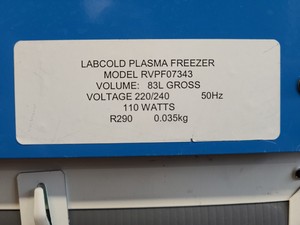 LABCOLD PLASMA FREEZER
MODEL RVPF07343
VOLUME: 83L GROSS
VOLTAGE 220/240 50Hz
110 WATTS
R290 0.035kg